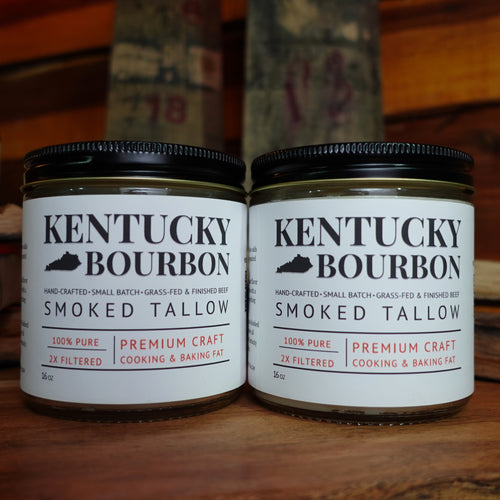 18
KENTUCKY
BOURBON
HAND-CRAFTED•SMALL BATCH•GRASS-FED & FINISHED BEEF
SMOKED TALLOW
100% PURE
2X FILTERED
PREMIUM CRAFT
COOKING & BAKING FAT
16 OZ
KENTUCKY
BOURBON
HAND-CRAFTED•SMALL BATCH•GRASS-FED & FINISHED BEEF
SMOKED TALLOW
100% PURE
2X FILTERED
PREMIUM CRAFT
COOKING & BAKING FAT
16 OZ